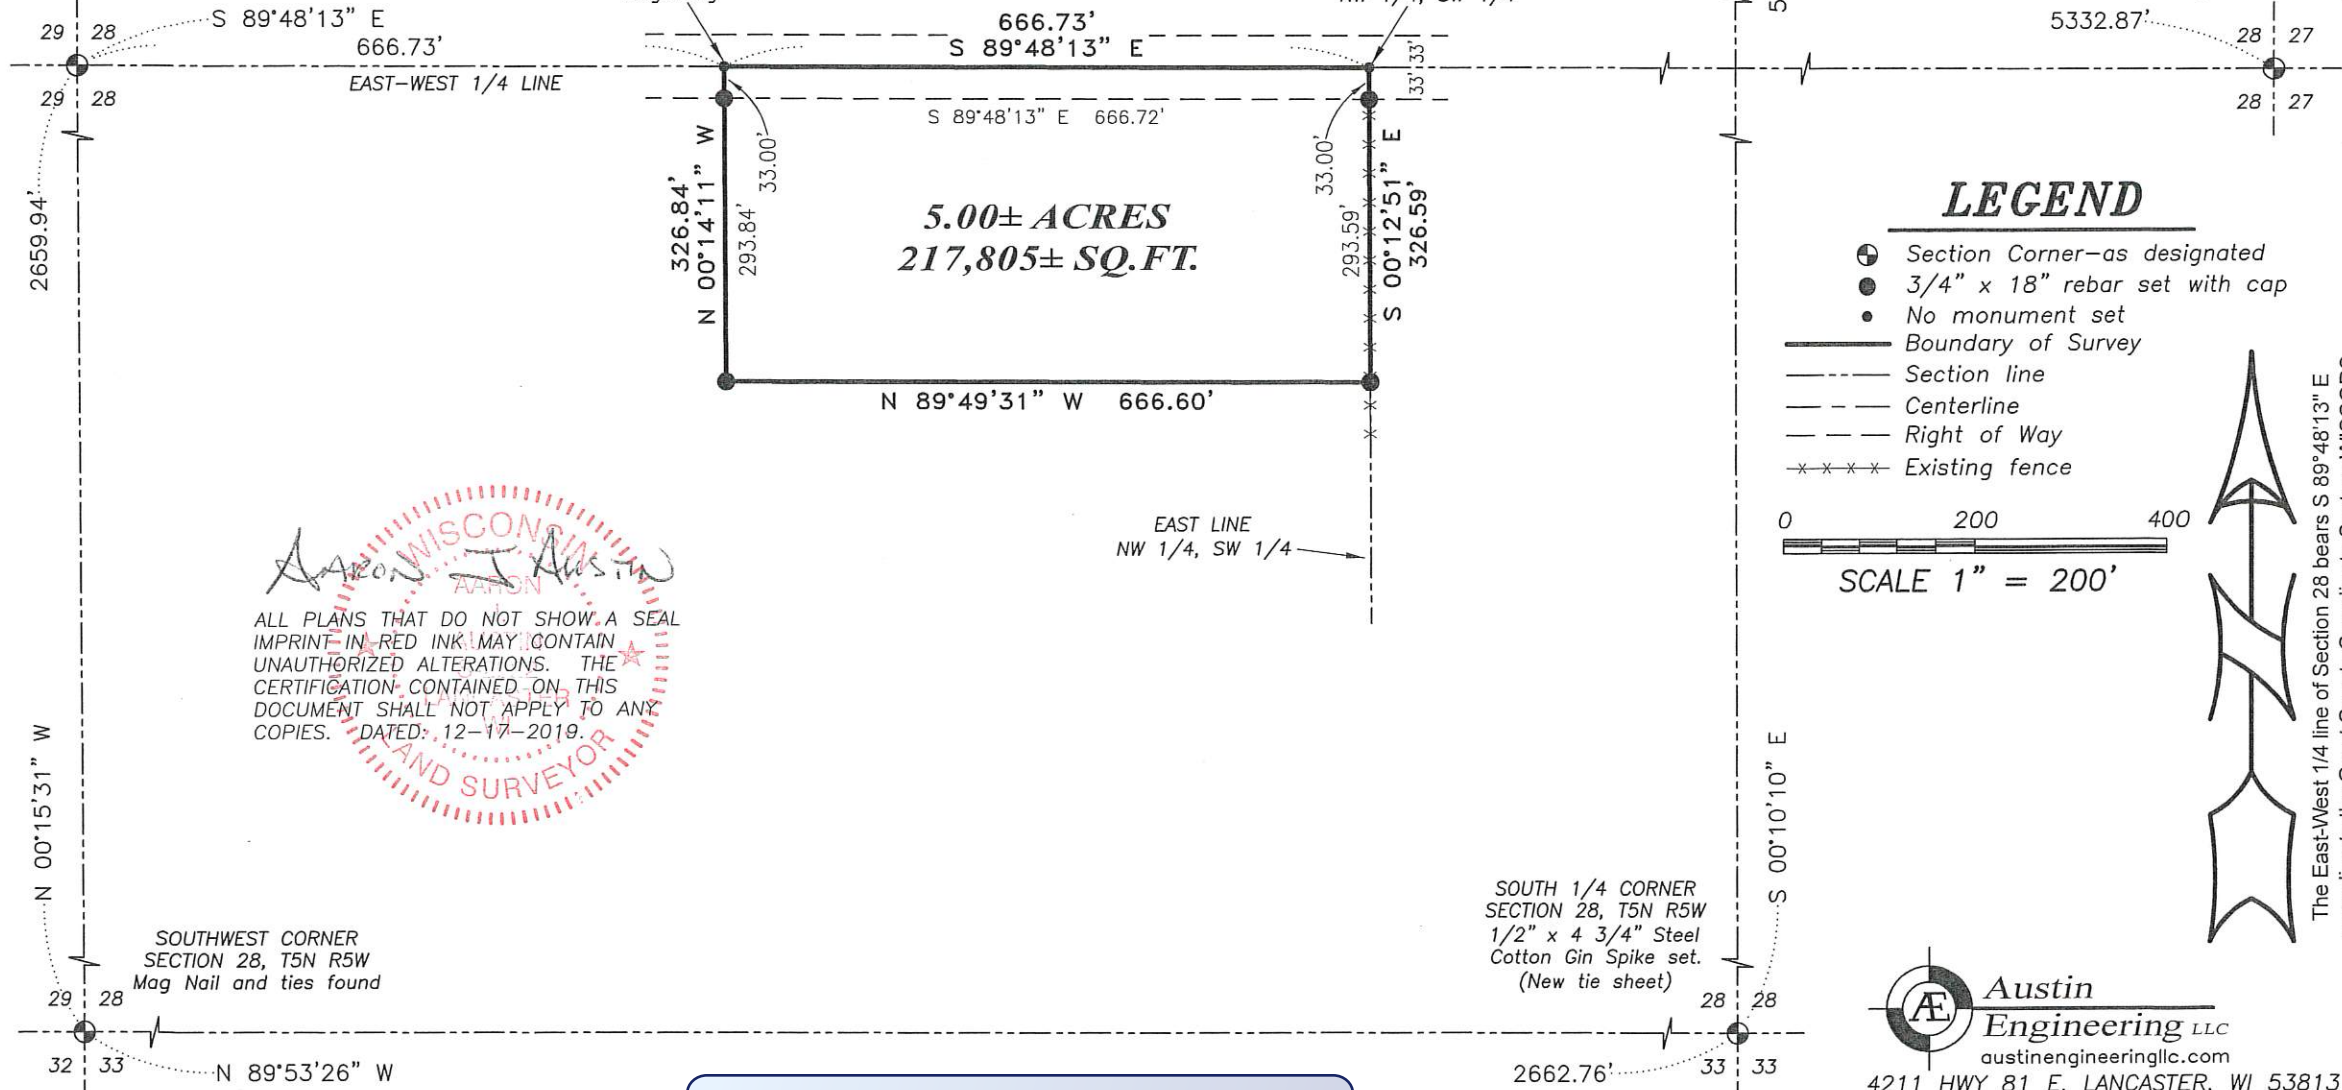 S 89°48'13" E
666.73'
29 28
29 28
EAST-WEST 1/4 LINE
666.73'
S 89°48'13" E
33' 33'
S 89°48'13" E 666.72'
33.00'
33.00'
5332.87'
28 27
28 27
2659.94'
326.84'
N 00°14'11" W
293.84'
5.00± ACRES
217,805± SQ.FT.
293.59'
S 00°12'51" E
326.59'
N 89°49'31" W 666.60'
EAST LINE
NW 1/4, SW 1/4
LEGEND
Section Corner-as designated
3/4" x 18" rebar set with cap
No monument set
Boundary of Survey
Section line
Centerline
Right of Way
Existing fence
0 200 400
SCALE 1" = 200'
The East-West 1/4 line of Section 28 bears S 89°48'13" E
Aaron J Austin
WISCONSIN
AARON
J
AUSTIN
LANCASTER
WI
LAND SURVEYOR
ALL PLANS THAT DO NOT SHOW A SEAL
IMPRINT IN RED INK MAY CONTAIN
UNAUTHORIZED ALTERATIONS. THE
CERTIFICATION CONTAINED ON THIS
DOCUMENT SHALL NOT APPLY TO ANY
COPIES. DATED: 12-17-2019.
N 00°15'31" W
SOUTHWEST CORNER
SECTION 28, T5N R5W
Mag Nail and ties found
29 28
32 33
N 89°53'26" W
S 00°10'10" E
SOUTH 1/4 CORNER
SECTION 28, T5N R5W
1/2" x 4 3/4" Steel
Cotton Gin Spike set.
(New tie sheet)
28 28
33 33
2662.76'
AE
Austin
Engineering LLC
austinengineeringllc.com
4211 HWY 81 E, LANCASTER, WI 53813